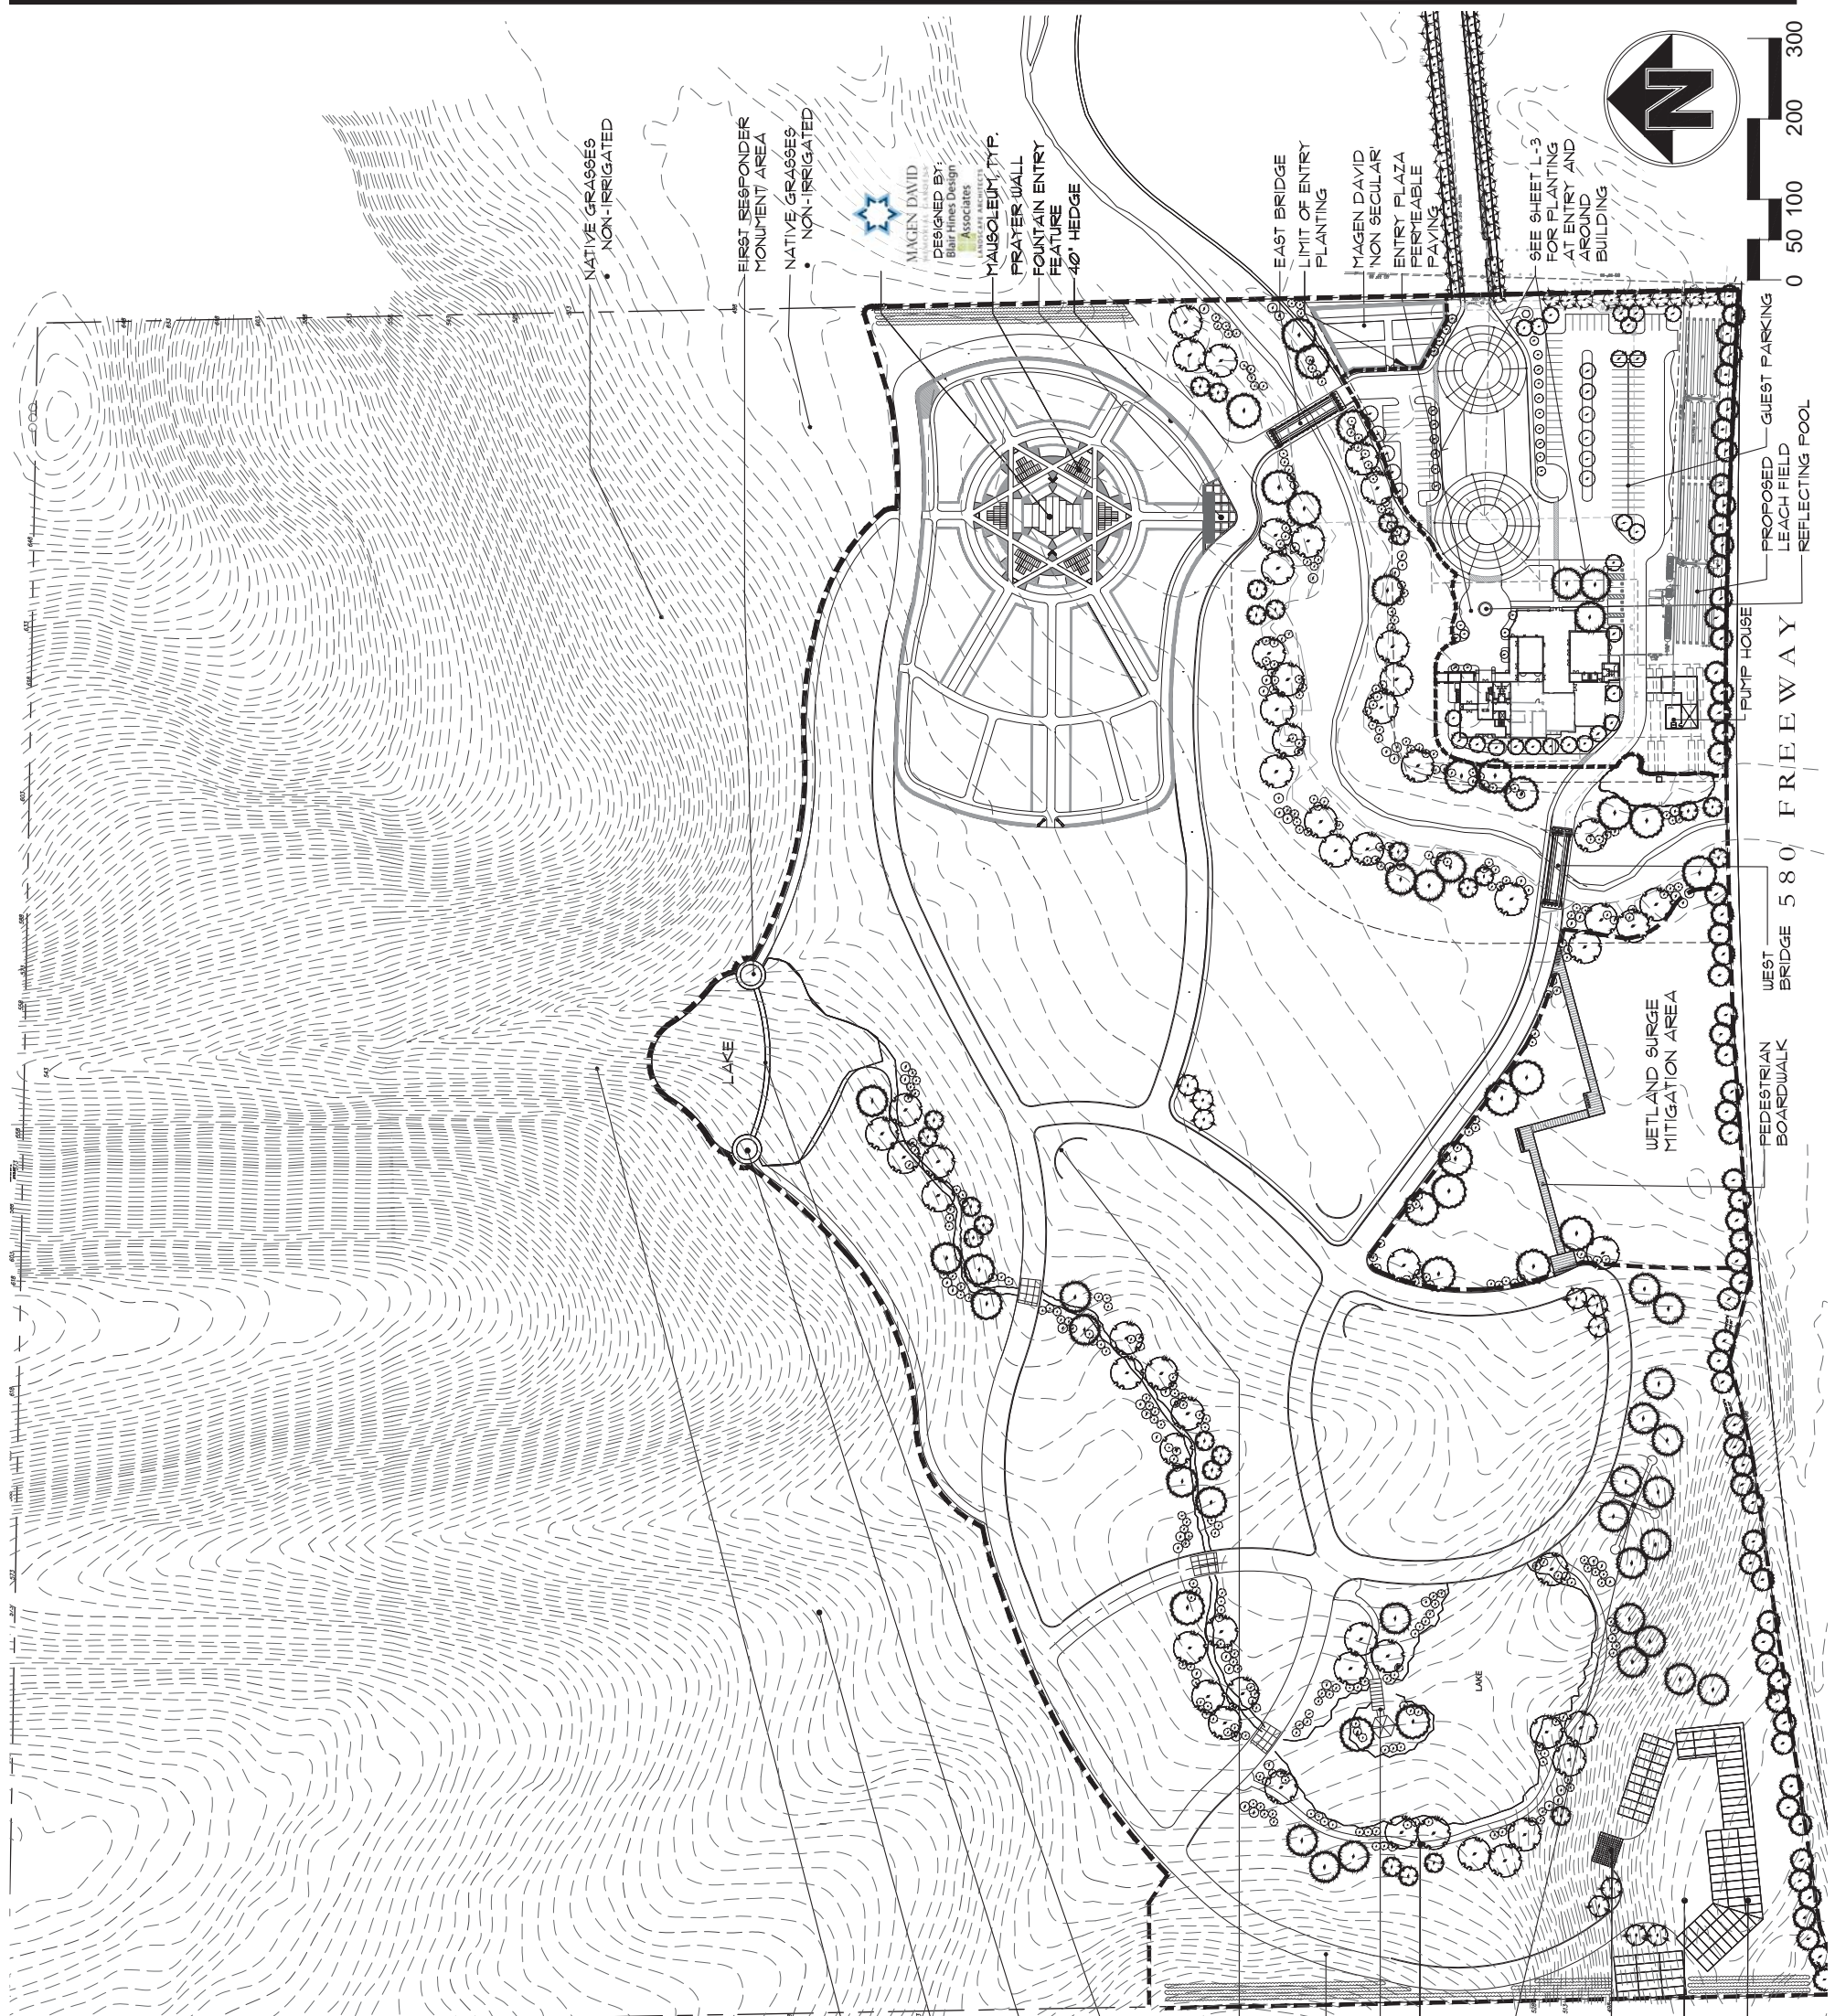 NATIVE GRASSES
• NON-IRRIGATED
FIRST RESPONDER
MONUMENT AREA
NATIVE GRASSES
• NON-IRRIGATED
MAGEN DAVID
DESIGNED BY:
Blair Hines Design
Associates
LANDSCAPE ARCHITECTS
MAUSOLEUM, TYP.
PRAYER WALL
FOUNTAIN ENTRY
FEATURE
40' HEDGE
EAST BRIDGE
LIMIT OF ENTRY
PLANTING
MAGEN DAVID
'NON SECULAR'
ENTRY PLAZA
PERMEABLE
PAVING
SEE SHEET L-3
FOR PLANTING
AT ENTRY AND
AROUND
BUILDING
N
0 50 100 200 300
GUEST PARKING
PROPOSED
LEACH FIELD
REFLECTING POOL
PUMP HOUSE
580 FREEWAY
WEST
BRIDGE
WETLAND SURGE
MITIGATION AREA
PEDESTRIAN
BOARDWALK
LAKE
LAKE